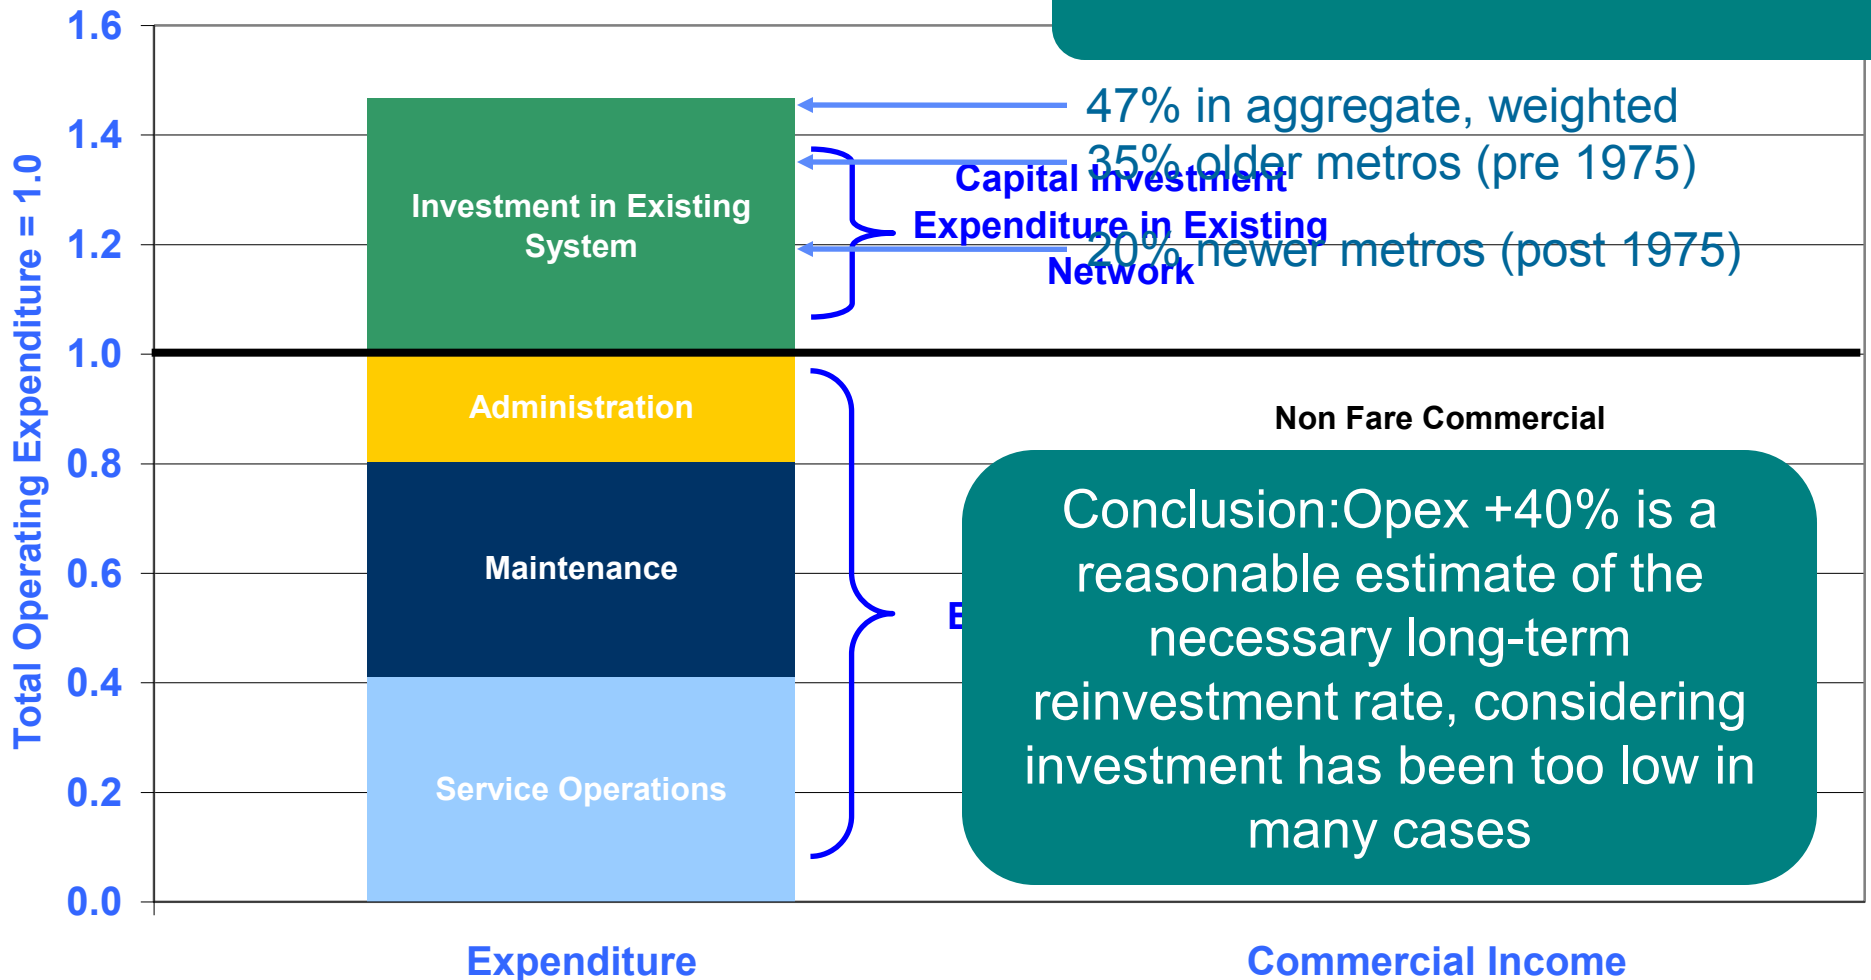 1.6
1.4
1.2
1.0
0.8
0.6
0.4
0.2
0.0
Total Operating Expenditure = 1.0
Investment in Existing
System
Administration
Maintenance
Service Operations
47% in aggregate, weighted
35% older metros (pre 1975)
20% newer metros (post 1975)
Capital Investment
Expenditure in Existing
Network
Non Fare Commercial
Conclusion:Opex +40% is a
reasonable estimate of the
necessary long-term
reinvestment rate, considering
investment has been too low in
many cases
Expenditure
Commercial Income